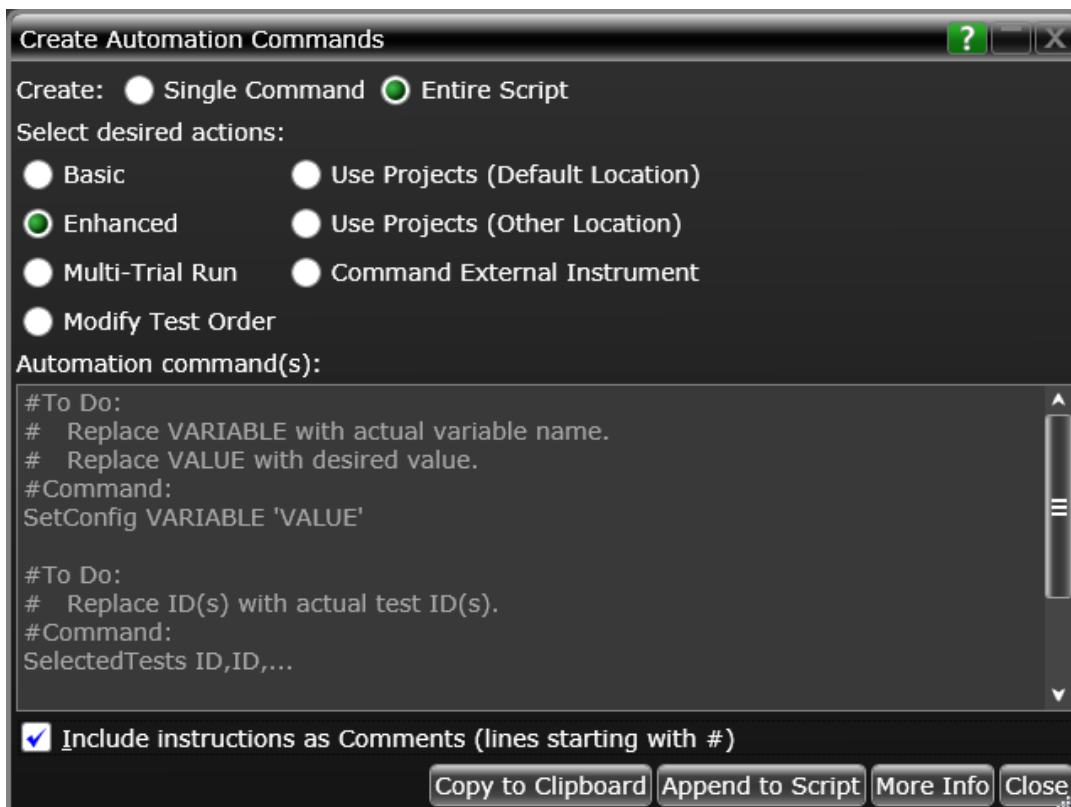 Create Automation Commands ? X
Create: Single Command Entire Script
Select desired actions:
Basic Use Projects (Default Location)
Enhanced Use Projects (Other Location)
Multi-Trial Run Command External Instrument
Modify Test Order
Automation command(s):
#To Do:
# Replace VARIABLE with actual variable name.
# Replace VALUE with desired value.
#Command:
SetConfig VARIABLE 'VALUE'
#To Do:
# Replace ID(s) with actual test ID(s).
#Command:
SelectedTests ID,ID,...
Include instructions as Comments (lines starting with #)
Copy to Clipboard Append to Script More Info Close